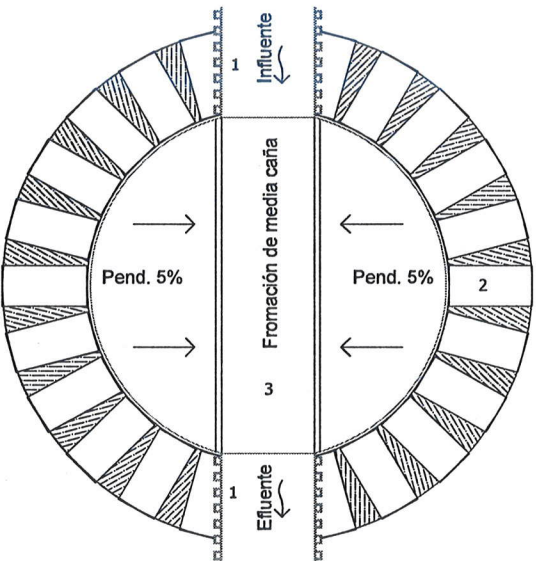 1
Influente
Fromación de media caña
Pend. 5%
Pend. 5%
2
3
1
Efluente